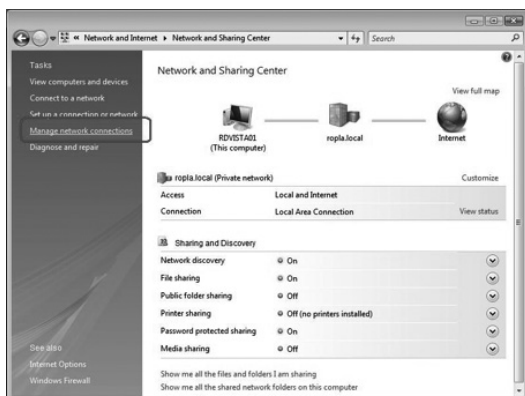 « Network and Internet ▸ Network and Sharing Center
Search
Tasks
View computers and devices
Connect to a network
Set up a connection or network
Manage network connections
Diagnose and repair
See also
Internet Options
Windows Firewall
Network and Sharing Center
View full map
RDVISTA01
(This computer)
ropla.local
Internet
ropla.local (Private network)
Customize
Access Local and Internet
Connection Local Area Connection View status
Sharing and Discovery
Network discovery On
File sharing On
Public folder sharing Off
Printer sharing Off (no printers installed)
Password protected sharing On
Media sharing Off
Show me all the files and folders I am sharing
Show me all the shared network folders on this computer